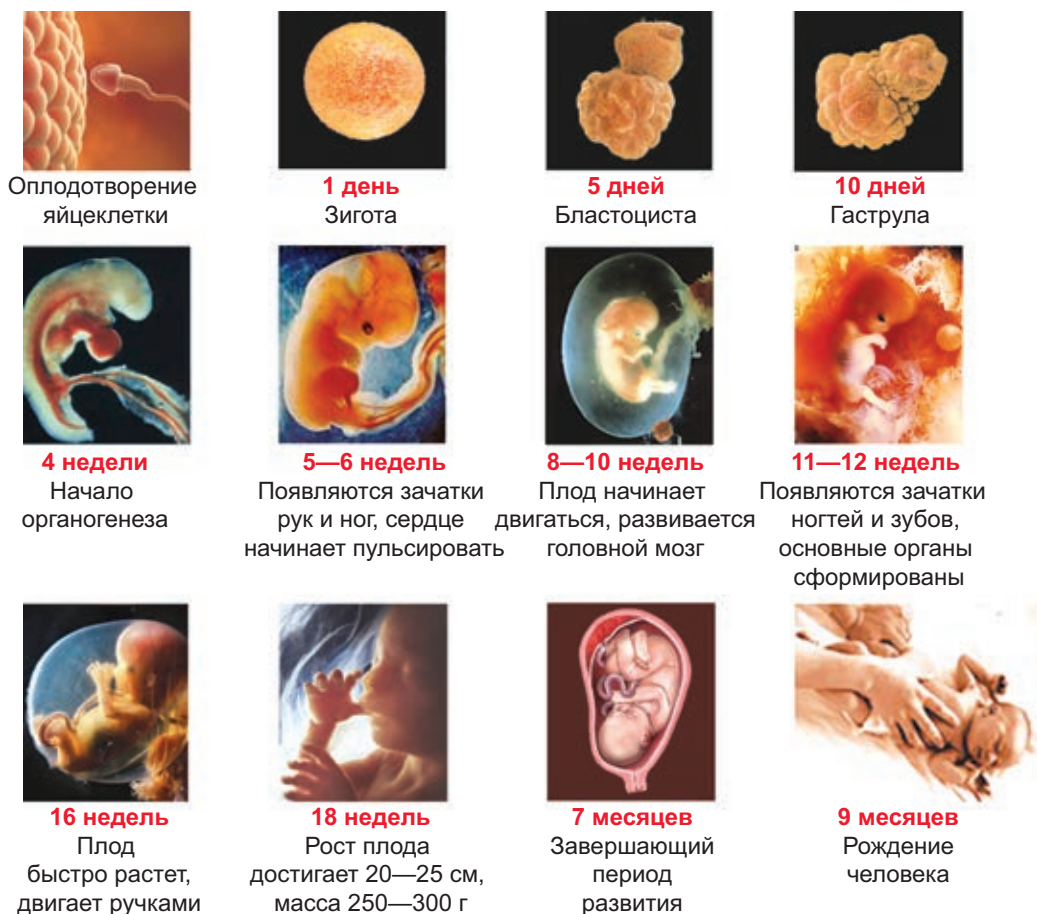 Оплодотворение
яйцеклетки
1 день
Зигота
5 дней
Бластоциста
10 дней
Гаструла
4 недели
Начало
органогенеза
5—6 недель
Появляются зачатки
рук и ног, сердце
начинает пульсировать
8—10 недель
Плод начинает
двигаться, развивается
головной мозг
11—12 недель
Появляются зачатки
ногтей и зубов,
основные органы
сформированы
16 недель
Плод
быстро растет,
двигает ручками
18 недель
Рост плода
достигает 20—25 см,
масса 250—300 г
7 месяцев
Завершающий
период
развития
9 месяцев
Рождение
человека